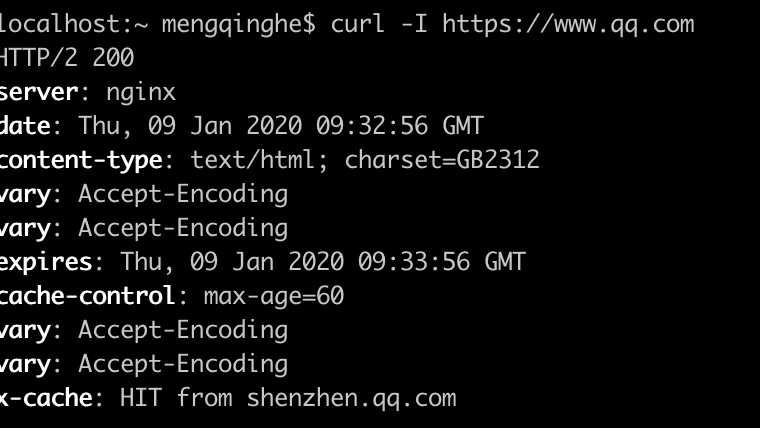 localhost:~ mengqinghe$ curl -I https://www.qq.com
HTTP/2 200
server: nginx
date: Thu, 09 Jan 2020 09:32:56 GMT
content-type: text/html; charset=GB2312
vary: Accept-Encoding
vary: Accept-Encoding
expires: Thu, 09 Jan 2020 09:33:56 GMT
cache-control: max-age=60
vary: Accept-Encoding
vary: Accept-Encoding
x-cache: HIT from shenzhen.qq.com